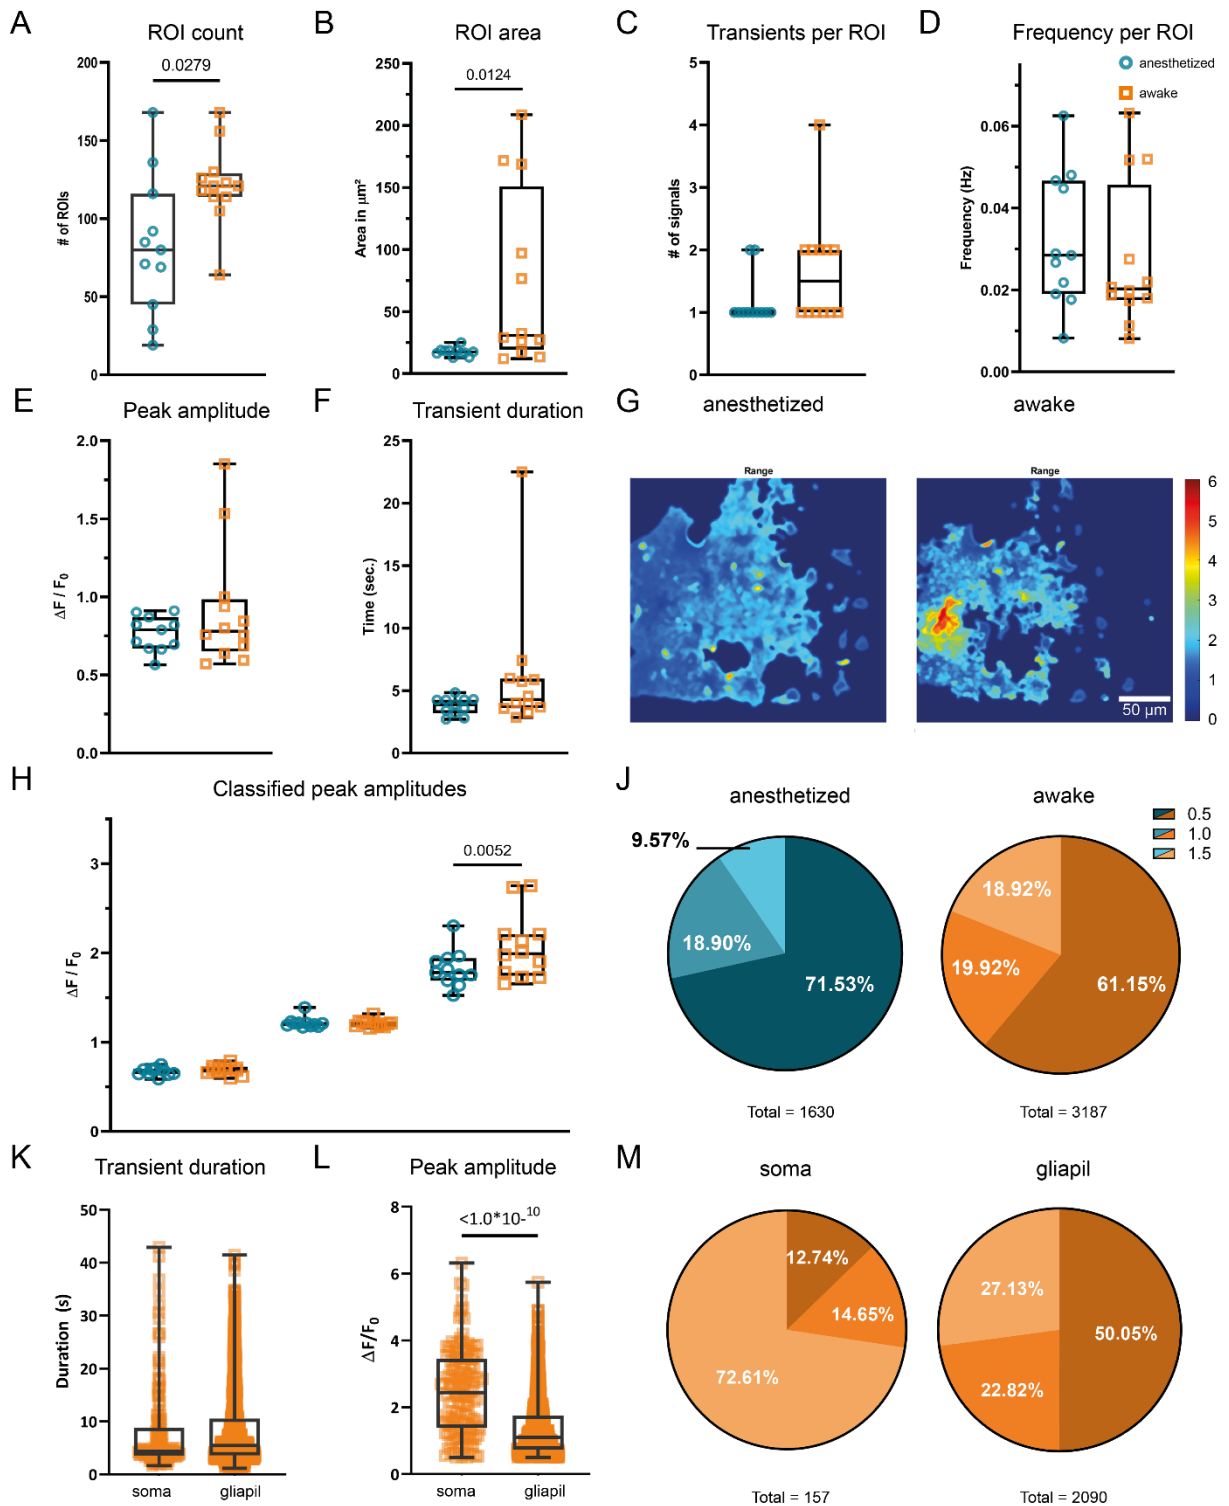 A
ROI count
200
150
100
50
0
# of ROIs
0.0279
B
ROI area
250
200
150
100
50
0
Area in µm²
0.0124
C
Transients per ROI
5
4
3
2
1
0
# of signals
D
Frequency per ROI
anesthetized
awake
0.06
0.04
0.02
0.00
Frequency (Hz)
E
Peak amplitude
2.0
1.5
1.0
0.5
0.0
ΔF / F₀
F
Transient duration
25
20
15
10
5
0
Time (sec.)
G
anesthetized
awake
Range
Range
50 µm
6
5
4
3
2
1
0
H
Classified peak amplitudes
3
2
1
0
ΔF / F₀
0.0052
J
anesthetized
awake
0.5
1.0
1.5
9.57%
18.90%
71.53%
Total = 1630
18.92%
19.92%
61.15%
Total = 3187
K
Transient duration
50
40
30
20
10
0
Duration (s)
soma
gliapil
L
Peak amplitude
8
6
4
2
0
ΔF/F₀
<1.0*10-¹⁰
soma
gliapil
M
soma
gliapil
12.74%
14.65%
72.61%
Total = 157
27.13%
50.05%
22.82%
Total = 2090